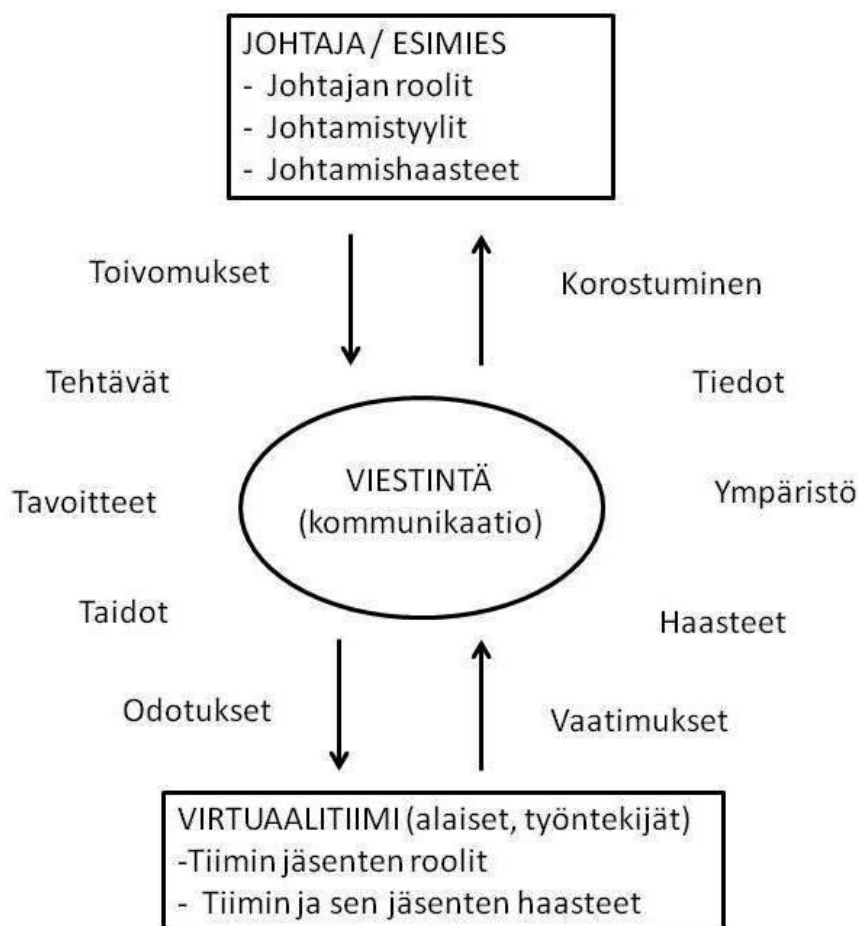 JOHTAJA / ESIMIES
- Johtajan roolit
- Johtamistyylit
- Johtamishaasteet
Toivomukset
Korostuminen
Tehtävät
Tiedot
VIESTINTÄ
(kommunikaatio)
Tavoitteet
Ympäristö
Taidot
Haasteet
Odotukset
Vaatimukset
VIRTUAALITIIMI (alaiset, työntekijät)
-Tiimin jäsenten roolit
- Tiimin ja sen jäsenten haasteet